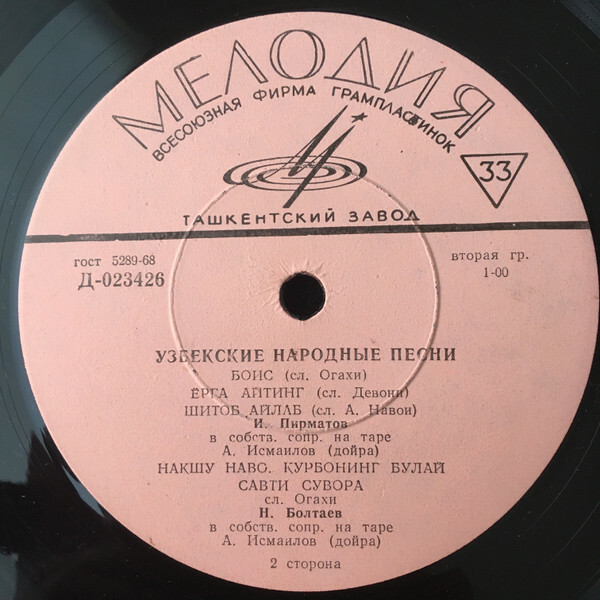 МЕЛОДИЯ
ВСЕСОЮЗНАЯ ФИРМА ГРАМПЛАСТИНОК
33
ТАШКЕНТСКИЙ ЗАВОД
гост 5289-68
Д-023426
вторая гр.
1-00
УЗБЕКСКИЕ НАРОДНЫЕ ПЕСНИ
БОИС (сл. Огахи)
ЁРГА АЙТИНГ (сл. Девони)
ШИТОБ АЙЛАБ (сл. А. Навои)
И. Пирматов
в собств. сопр. на таре
А. Исмаилов (дойра)
НАКШУ НАВО. КУРБОНИНГ БУЛАЙ
САВТИ СУВОРА
сл. Огахи
Н. Болтаев
в собств. сопр. на таре
А. Исмаилов (дойра)
2 сторона